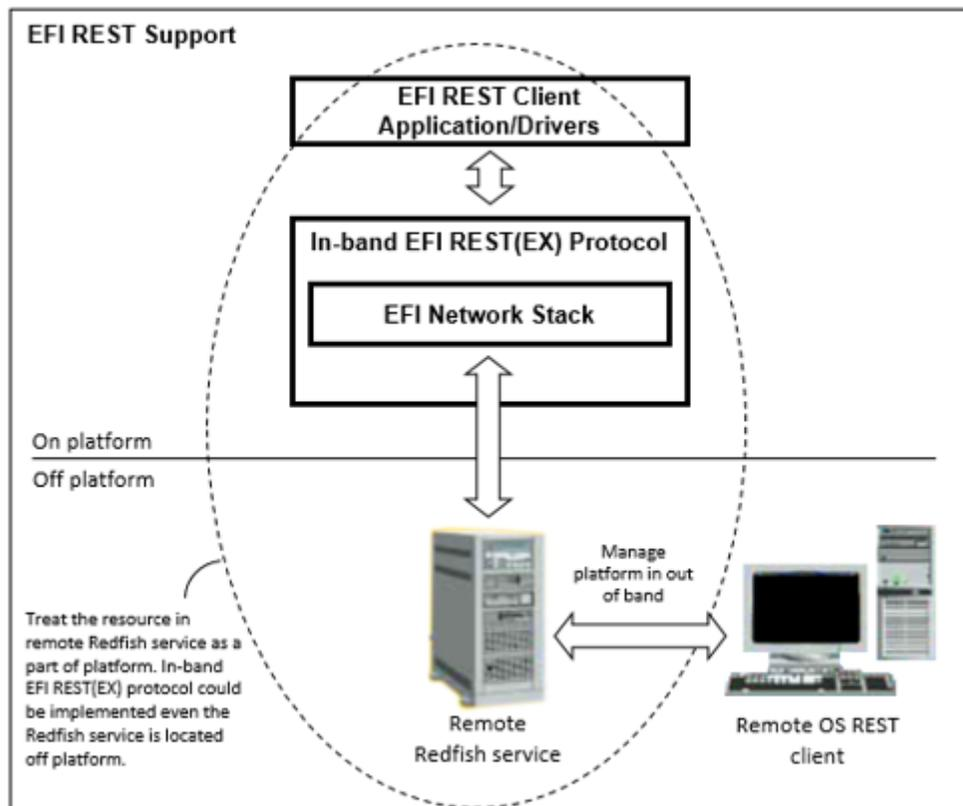 EFI REST Support
EFI REST Client
Application/Drivers
In-band EFI REST(EX) Protocol
EFI Network Stack
On platform
Off platform
Manage
platform in out
of band
Treat the resource in
remote Redfish service as a
part of platform. In-band
EFI REST(EX) protocol could
be implemented even the
Redfish service is located
off platform.
Remote
Redfish service
Remote OS REST
client